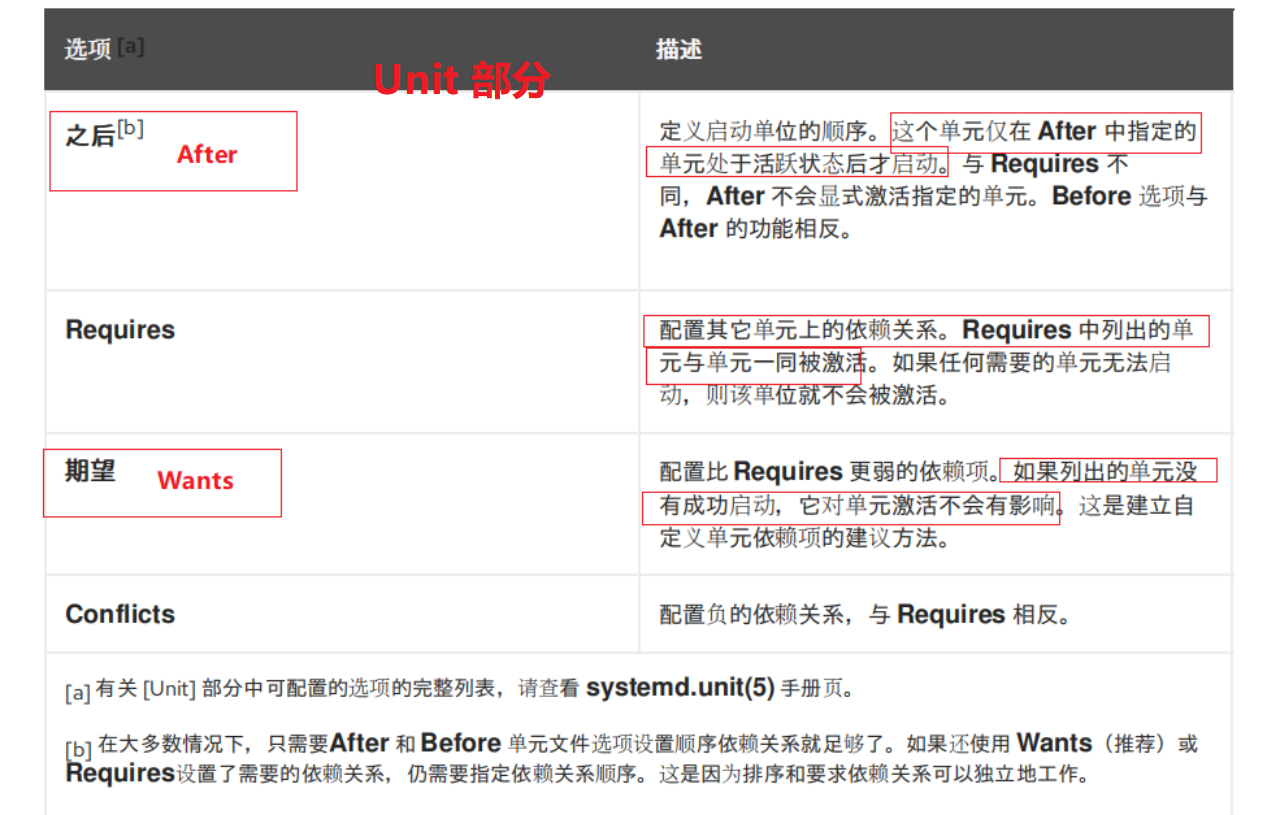 选项 [a]
描述
Unit 部分
之后[b]
After
定义启动单位的顺序。这个单元仅在 After 中指定的
单元处于活跃状态后才启动。与 Requires 不
同，After 不会显式激活指定的单元。Before 选项与
After 的功能相反。
Requires
配置其它单元上的依赖关系。Requires 中列出的单
元与单元一同被激活。如果任何需要的单元无法启
动，则该单位就不会被激活。
期望
Wants
配置比 Requires 更弱的依赖项。如果列出的单元没
有成功启动，它对单元激活不会有影响。这是建立自
定义单元依赖项的建议方法。
Conflicts
配置负的依赖关系，与 Requires 相反。
[a] 有关 [Unit] 部分中可配置的选项的完整列表，请查看 systemd.unit(5) 手册页。
[b] 在大多数情况下，只需要After 和 Before 单元文件选项设置顺序依赖关系就足够了。如果还使用 Wants（推荐）或
Requires设置了需要的依赖关系，仍需要指定依赖关系顺序。这是因为排序和要求依赖关系可以独立地工作。